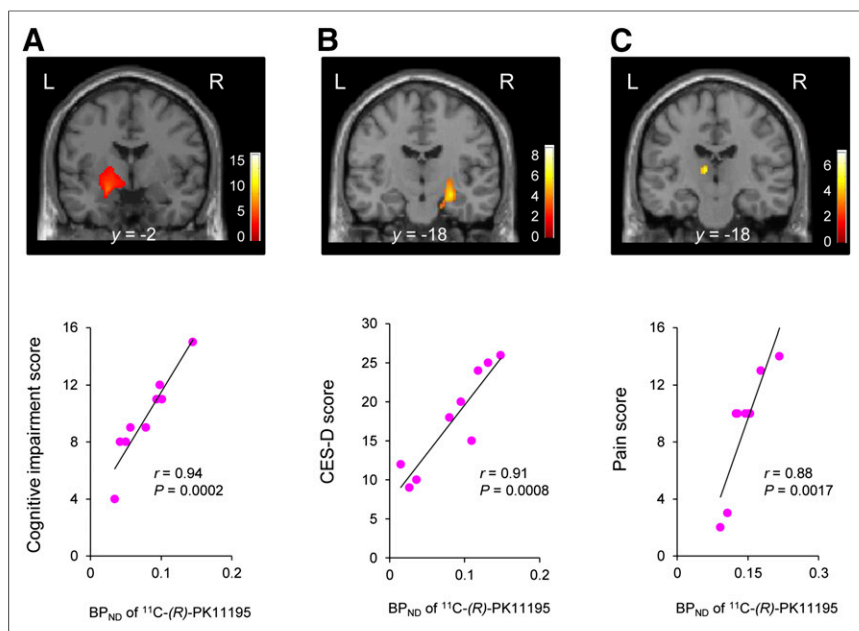 A
L R
15
10
5
0
y = -2
B
L R
8
6
4
2
0
y = -18
C
L R
6
4
2
0
y = -18
Cognitive impairment score
16
12
8
4
0
r = 0.94
P = 0.0002
0 0.1 0.2
BPND of 11C-(R)-PK11195
CES-D score
30
25
20
15
10
5
0
r = 0.91
P = 0.0008
0 0.1 0.2
BPND of 11C-(R)-PK11195
Pain score
16
12
8
4
0
r = 0.88
P = 0.0017
0 0.15 0.3
BPND of 11C-(R)-PK11195